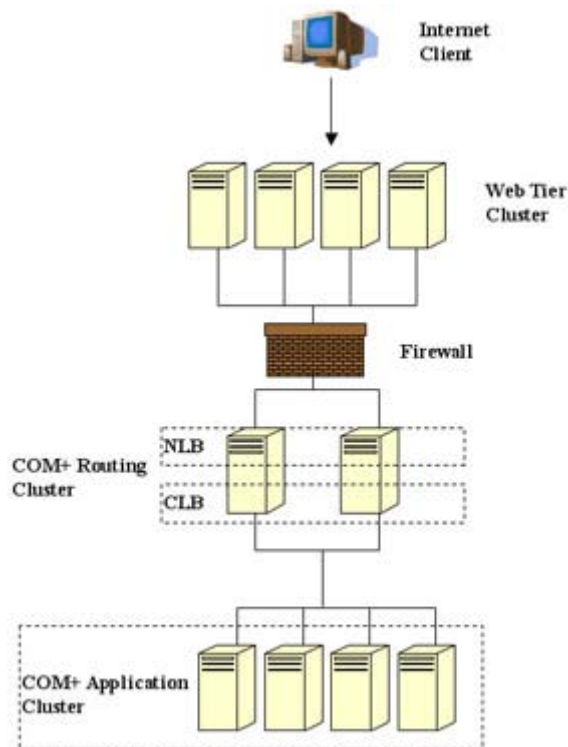 Internet
Client
Web Tier
Cluster
Firewall
NLB
COM+ Routing
Cluster
CLB
COM+ Application
Cluster